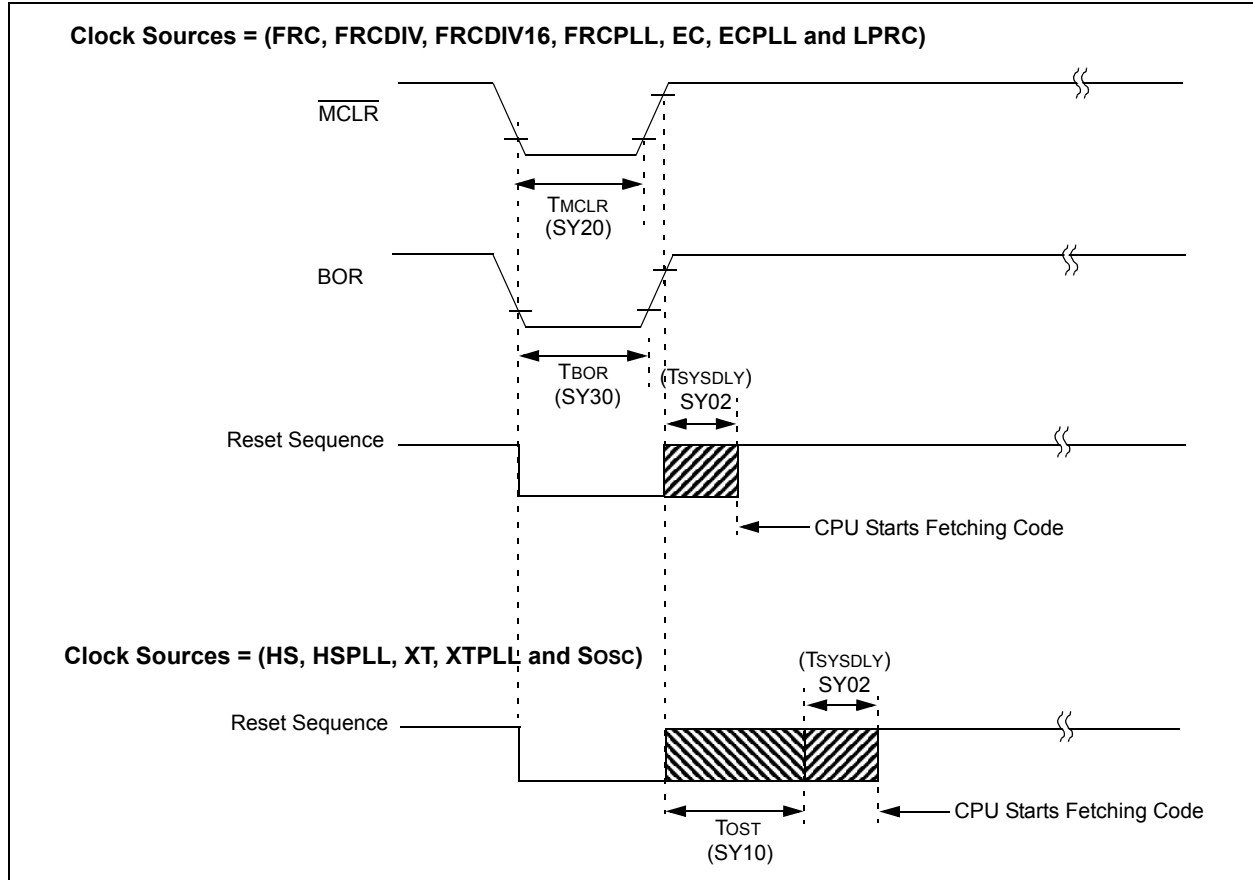 Clock Sources = (FRC, FRCDIV, FRCDIV16, FRCPLL, EC, ECPLL and LPRC)
MCLR
TMCLR
(SY20)
BOR
TBOR
(SY30)
(TSYSDLY)
SY02
Reset Sequence
CPU Starts Fetching Code
Clock Sources = (HS, HSPLL, XT, XTPLL and SOSC)
(TSYSDLY)
SY02
Reset Sequence
CPU Starts Fetching Code
TOST
(SY10)